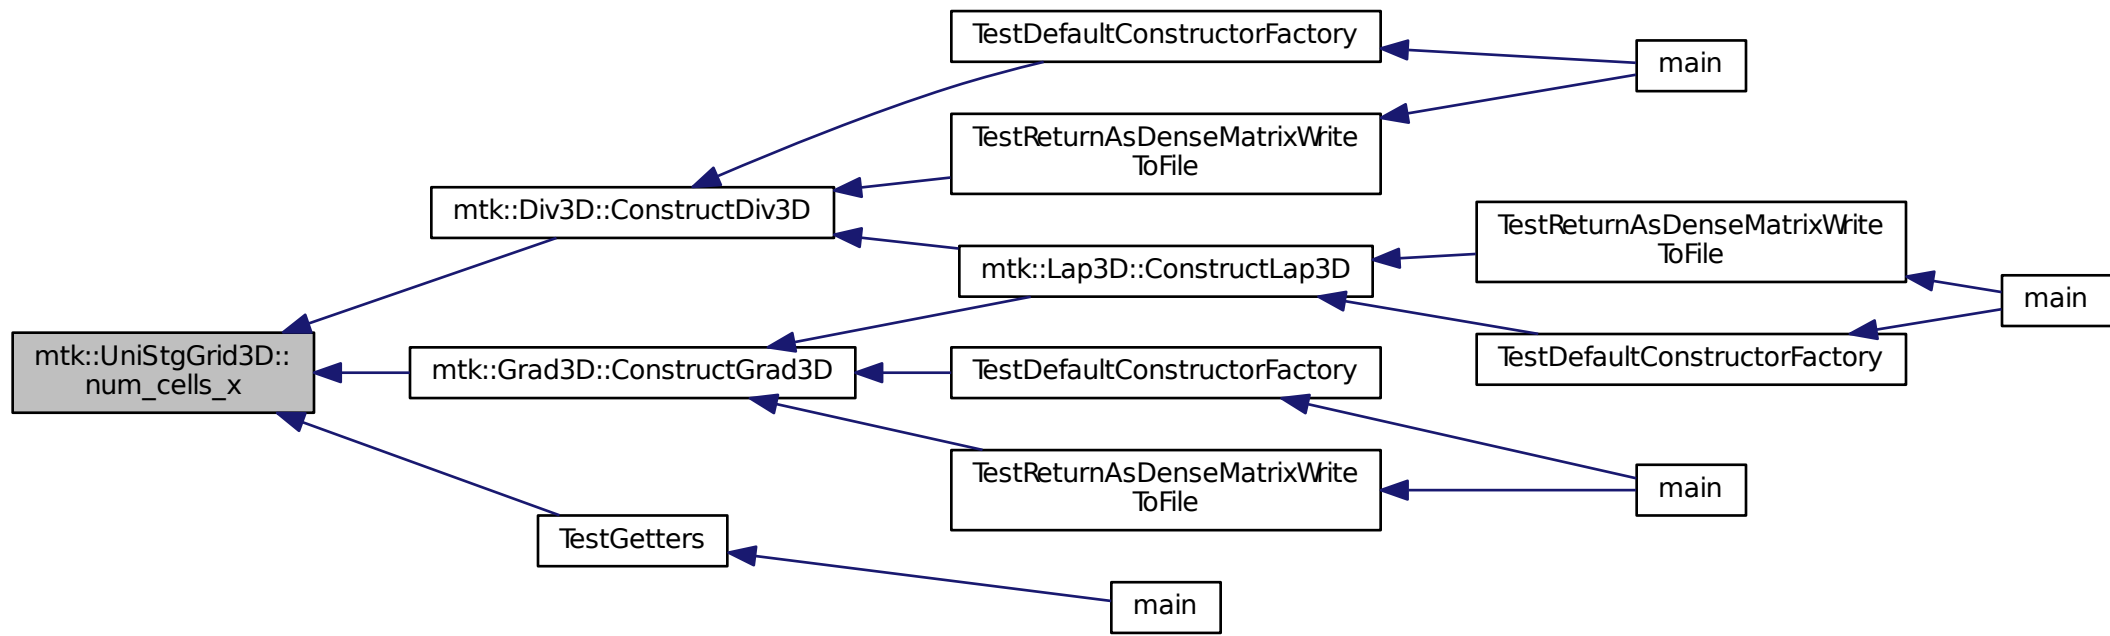 TestDefaultConstructorFactory
main
TestReturnAsDenseMatrixWrite
ToFile
mtk::Div3D::ConstructDiv3D
TestReturnAsDenseMatrixWrite
ToFile
mtk::Lap3D::ConstructLap3D
main
mtk::UniStgGrid3D::
num_cells_x
mtk::Grad3D::ConstructGrad3D
TestDefaultConstructorFactory
TestDefaultConstructorFactory
TestReturnAsDenseMatrixWrite
ToFile
main
TestGetters
main